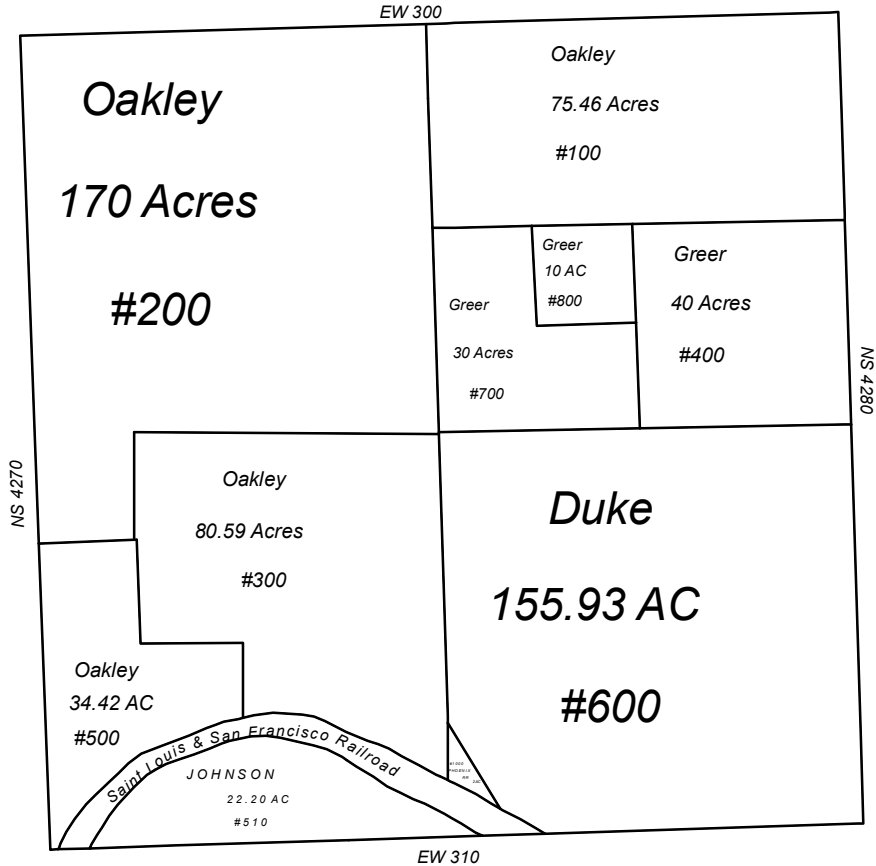 EW 300
Oakley
170 Acres
#200
Oakley
75.46 Acres
#100
Greer
10 AC
#800
Greer
40 Acres
#400
Greer
30 Acres
#700
NS 4280
NS 4270
Oakley
80.59 Acres
#300
Duke
155.93 AC
#600
Oakley
34.42 AC
#500
Saint Louis & San Francisco Railroad
JOHNSON
22.20 AC
#510
PHOENIX
RR
EW 310